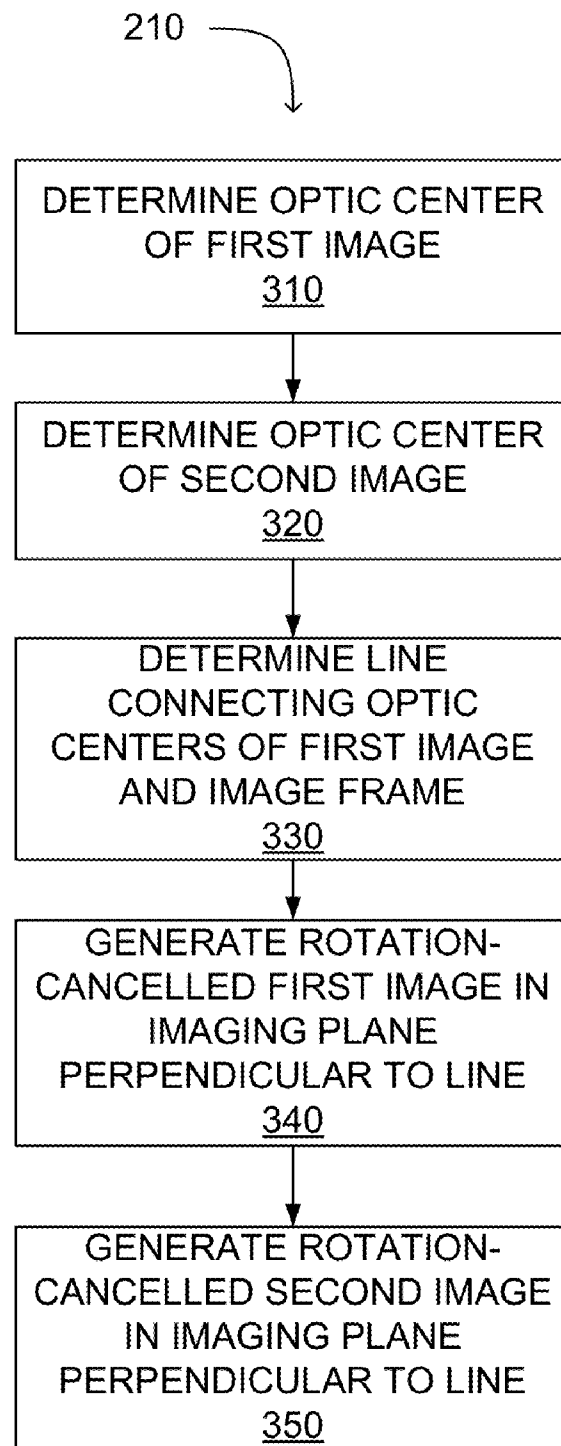 210
DETERMINE OPTIC CENTER
OF FIRST IMAGE
310
DETERMINE OPTIC CENTER
OF SECOND IMAGE
320
DETERMINE LINE
CONNECTING OPTIC
CENTERS OF FIRST IMAGE
AND IMAGE FRAME
330
GENERATE ROTATION-
CANCELLED FIRST IMAGE IN
IMAGING PLANE
PERPENDICULAR TO LINE
340
GENERATE ROTATION-
CANCELLED SECOND IMAGE
IN IMAGING PLANE
PERPENDICULAR TO LINE
350